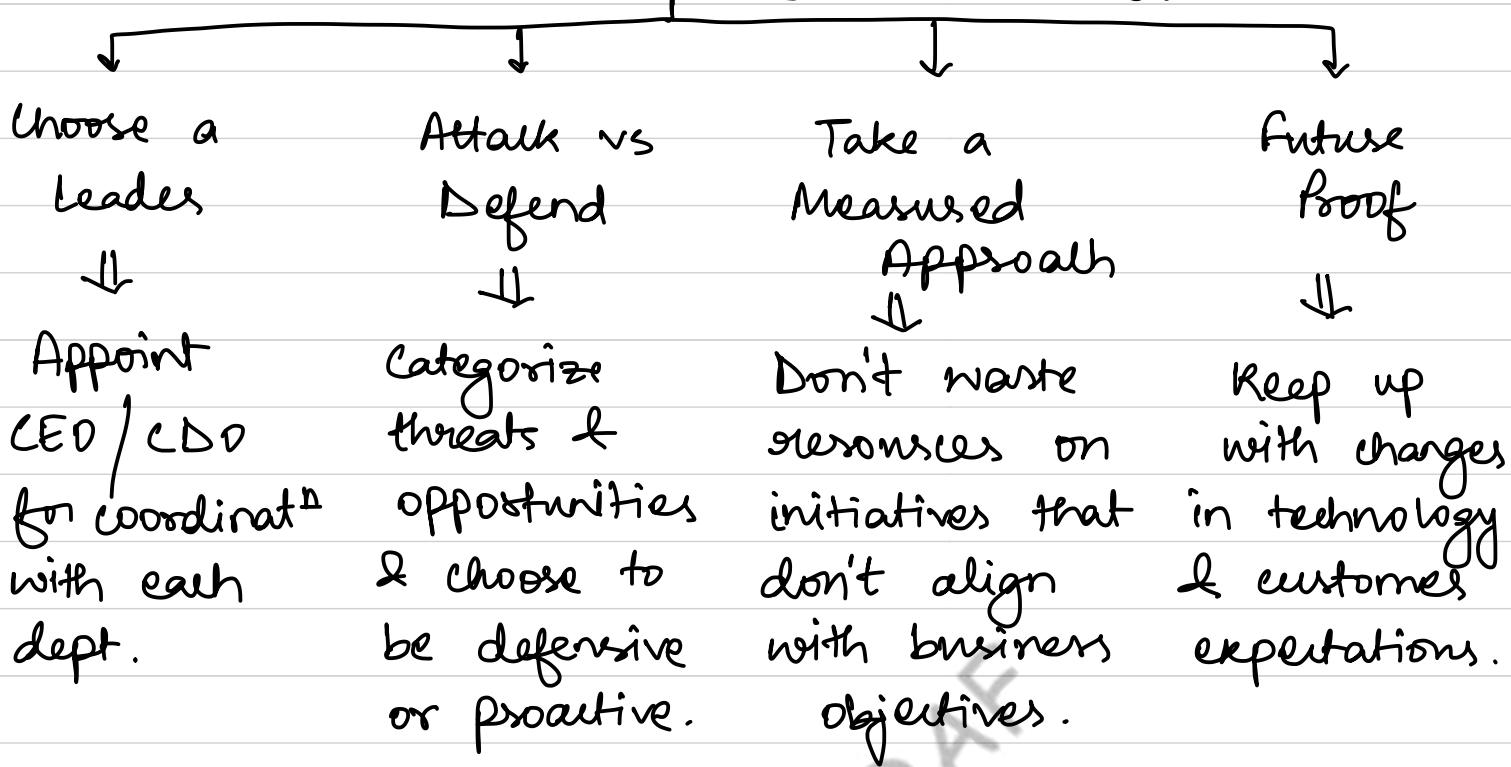 Choose a
Leader
⇓
Appoint
CEO / CDO
for coordinatⁿ
with each
dept.
Attack vs
Defend
⇓
Categorize
threats &
opportunities
& choose to
be defensive
or proactive.
Take a
Measured
Approach
⇓
Don't waste
resources on
initiatives that
don't align
with business
objectives.
Future
Proof
⇓
Keep up
with changes
in technology
& customer
expectations.